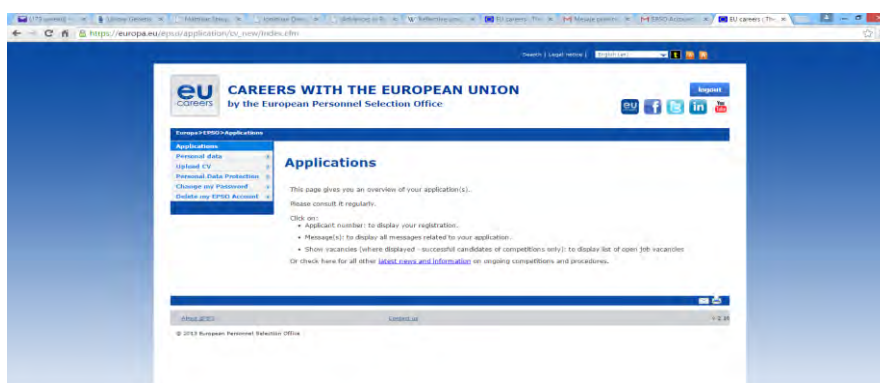 https://europa.eu/epso/application/cv_new/index.cfm
Search | Legal notice | English (en)
eu careers
CAREERS WITH THE EUROPEAN UNION
by the European Personnel Selection Office
logout
Europa>EPSO>Applications
Applications
Personal data
Upload CV
Personal Data Protection
Change my Password
Delete my EPSO Account
Applications
This page gives you an overview of your application(s).
Please consult it regularly.
Click on:
• Applicant number: to display your registration.
• Message(s): to display all messages related to your application.
• Show vacancies (where displayed - successful candidates of competitions only): to display list of open job vacancies
Or check here for all other latest news and information on ongoing competitions and procedures.
About EPSO
Contact us
© 2013 European Personnel Selection Office